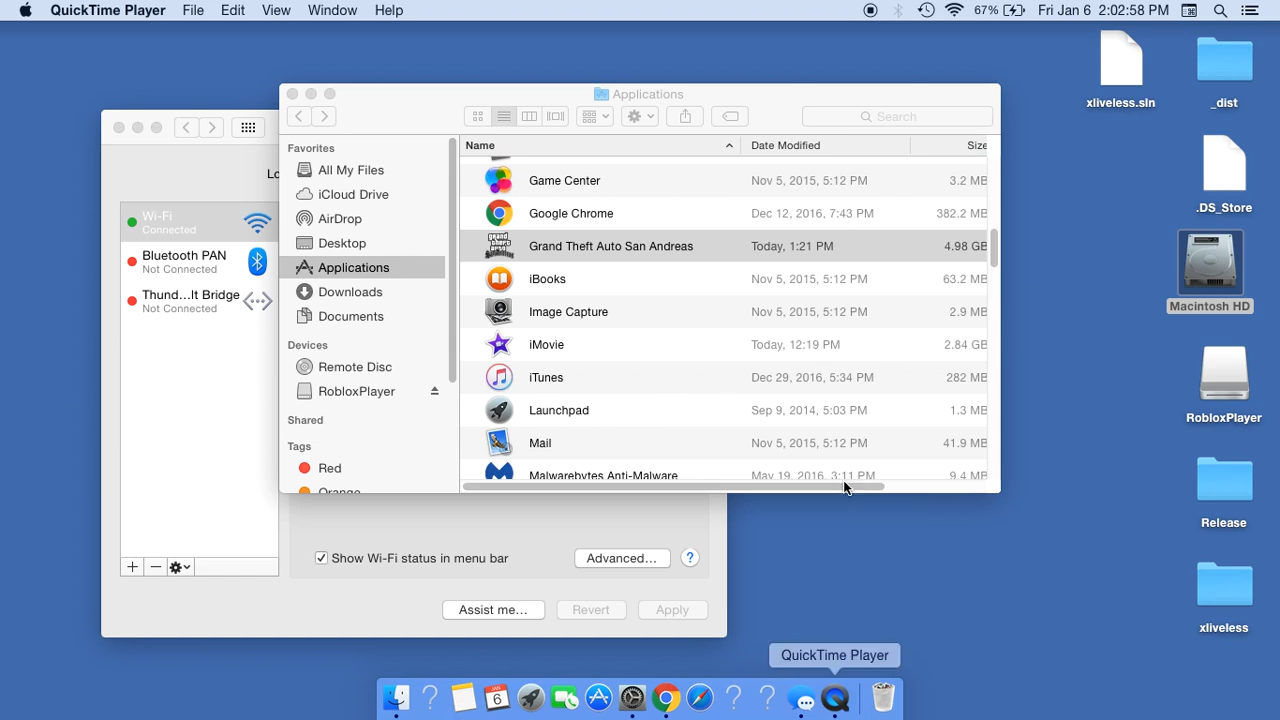 QuickTime Player File Edit View Window Help 67% Fri Jan 6 2:02:58 PM
xliveless.sln
_dist
.DS_Store
Macintosh HD
RobloxPlayer
Release
xliveless
Applications
Search
Favorites
All My Files
iCloud Drive
AirDrop
Desktop
Applications
Downloads
Documents
Devices
Remote Disc
RobloxPlayer
Shared
Tags
Red
Orange
Name Date Modified Size
Game Center Nov 5, 2015, 5:12 PM 3.2 MB
Google Chrome Dec 12, 2016, 7:43 PM 382.2 MB
Grand Theft Auto San Andreas Today, 1:21 PM 4.98 GB
iBooks Nov 5, 2015, 5:12 PM 63.2 MB
Image Capture Nov 5, 2015, 5:12 PM 2.9 MB
iMovie Today, 12:19 PM 2.84 GB
iTunes Dec 29, 2016, 5:34 PM 282 MB
Launchpad Sep 9, 2014, 5:03 PM 1.3 MB
Mail Nov 5, 2015, 5:12 PM 41.9 MB
Malwarebytes Anti-Malware May 19, 2016, 3:11 PM 9.4 MB
Lo
Wi-Fi
Connected
Bluetooth PAN
Not Connected
Thund...lt Bridge
Not Connected
Show Wi-Fi status in menu bar
Advanced...
?
Assist me...
Revert
Apply
QuickTime Player
JAN
6